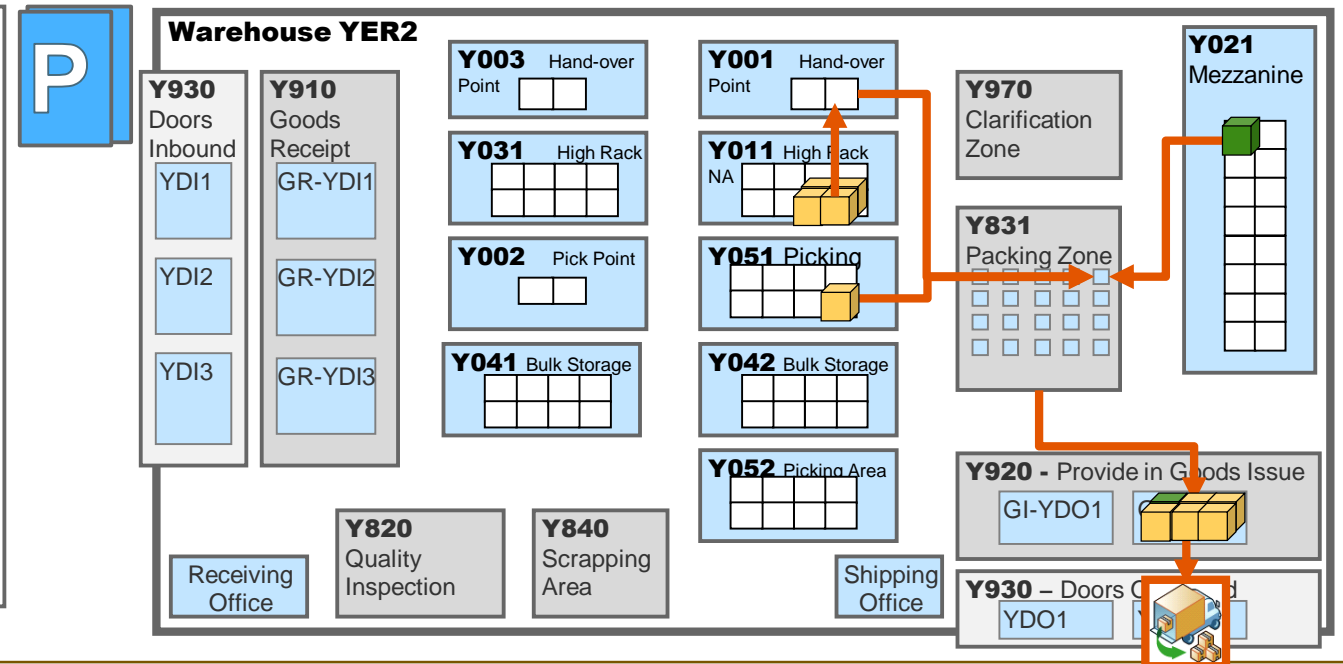 P
Warehouse YER2
Y930
Doors
Inbound
YDI1
YDI2
YDI3
Y910
Goods
Receipt
GR-YDI1
GR-YDI2
GR-YDI3
Y003 Hand-over
Point
Y031 High Rack
Y002 Pick Point
Y041 Bulk Storage
Y001 Hand-over
Point
Y011 High Rack
NA
Y051 Picking
Y042 Bulk Storage
Y052 Picking Area
Y970
Clarification
Zone
Y831
Packing Zone
Y021
Mezzanine
Y920 - Provide in Goods Issue
GI-YDO1
Y930 – Doors
YDO1
Receiving
Office
Y820
Quality
Inspection
Y840
Scrapping
Area
Shipping
Office